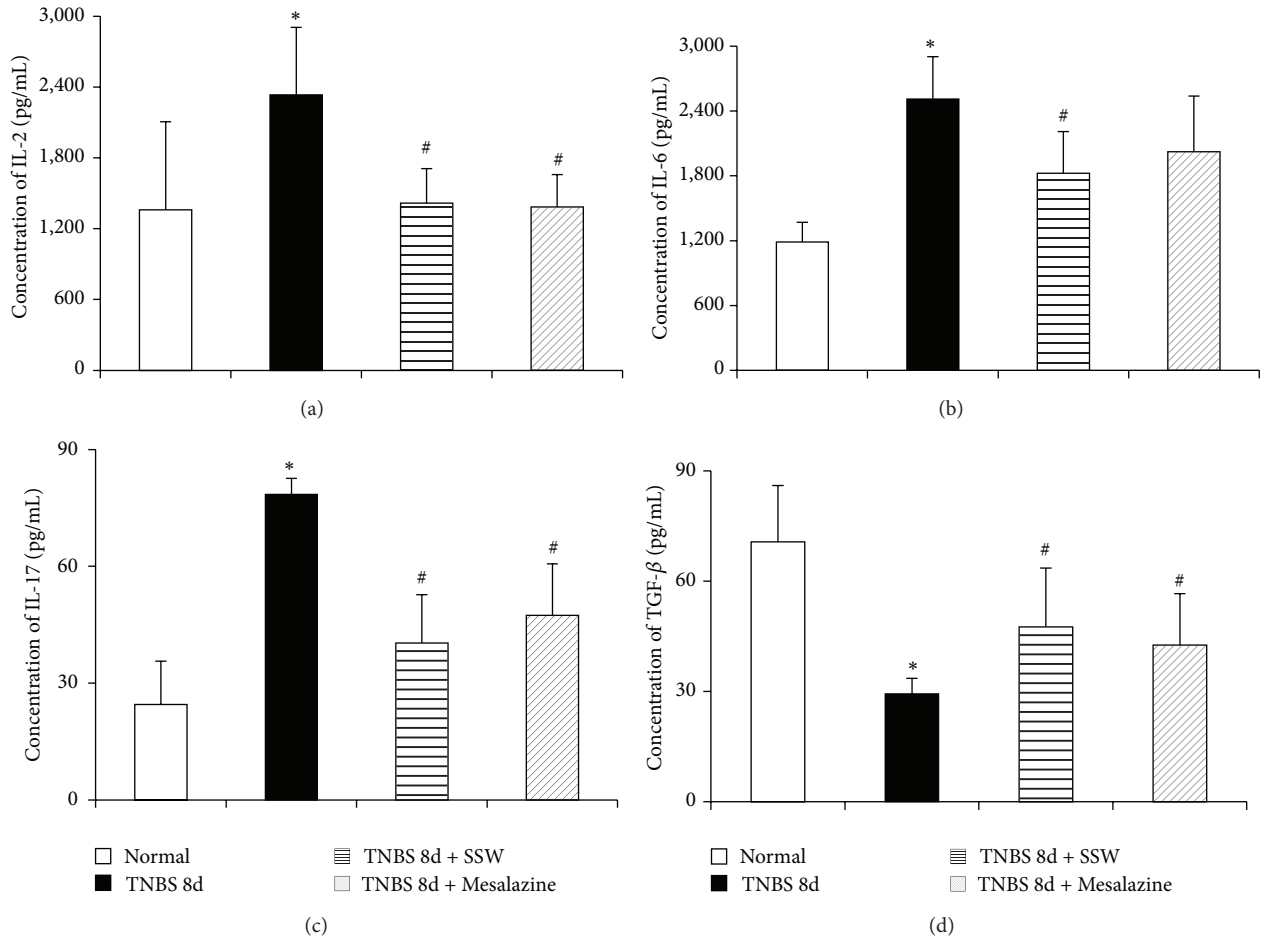 Concentration of IL-2 (pg/mL)
3,000
2,400
1,800
1,200
600
0
*
#
#
(a)
Concentration of IL-6 (pg/mL)
3,000
2,400
1,800
1,200
600
0
*
#
(b)
Concentration of IL-17 (pg/mL)
90
60
30
0
*
#
#
Normal
TNBS 8d
TNBS 8d + SSW
TNBS 8d + Mesalazine
(c)
Concentration of TGF-β (pg/mL)
90
60
30
0
*
#
#
Normal
TNBS 8d
TNBS 8d + SSW
TNBS 8d + Mesalazine
(d)